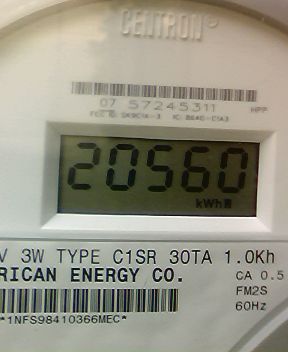 CENTRON®
07 57245311
HPP
20560
kWh
V 3W TYPE C1SR 30TA 1.0Kh
RICAN ENERGY CO.
CA 0.5
FM2S
60Hz
*1NFS98410366MEC*